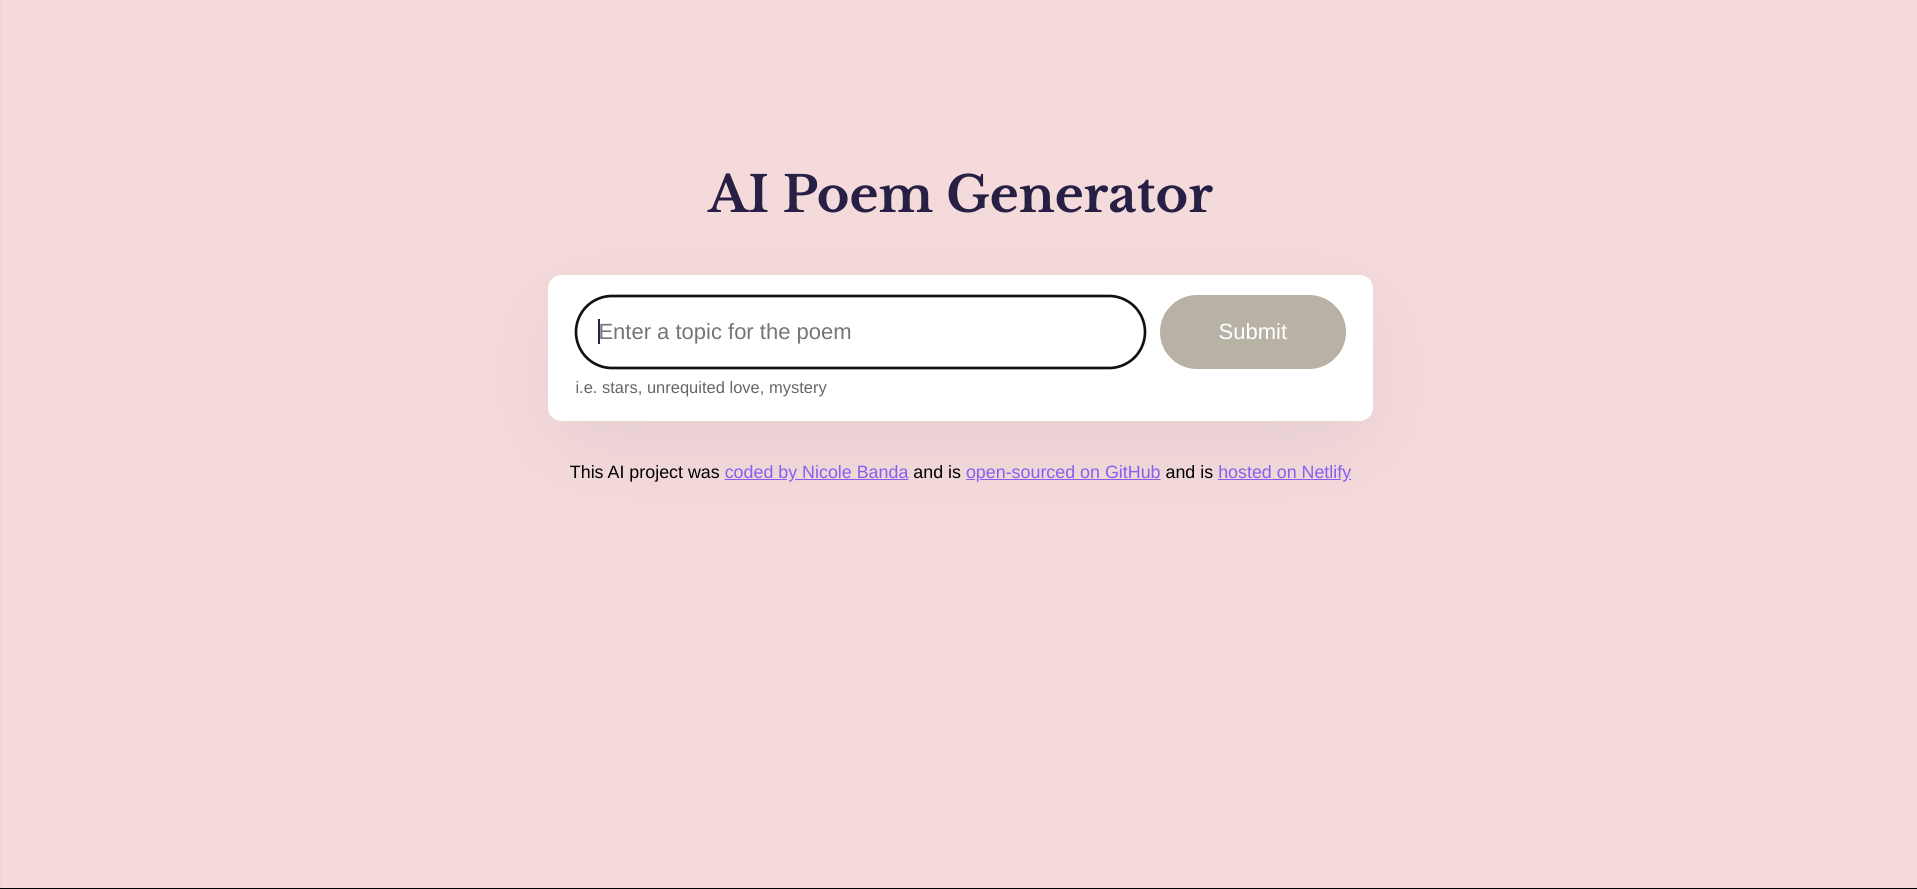 AI Poem Generator
Enter a topic for the poem
Submit
i.e. stars, unrequited love, mystery
This AI project was coded by Nicole Banda and is open-sourced on GitHub and is hosted on Netlify